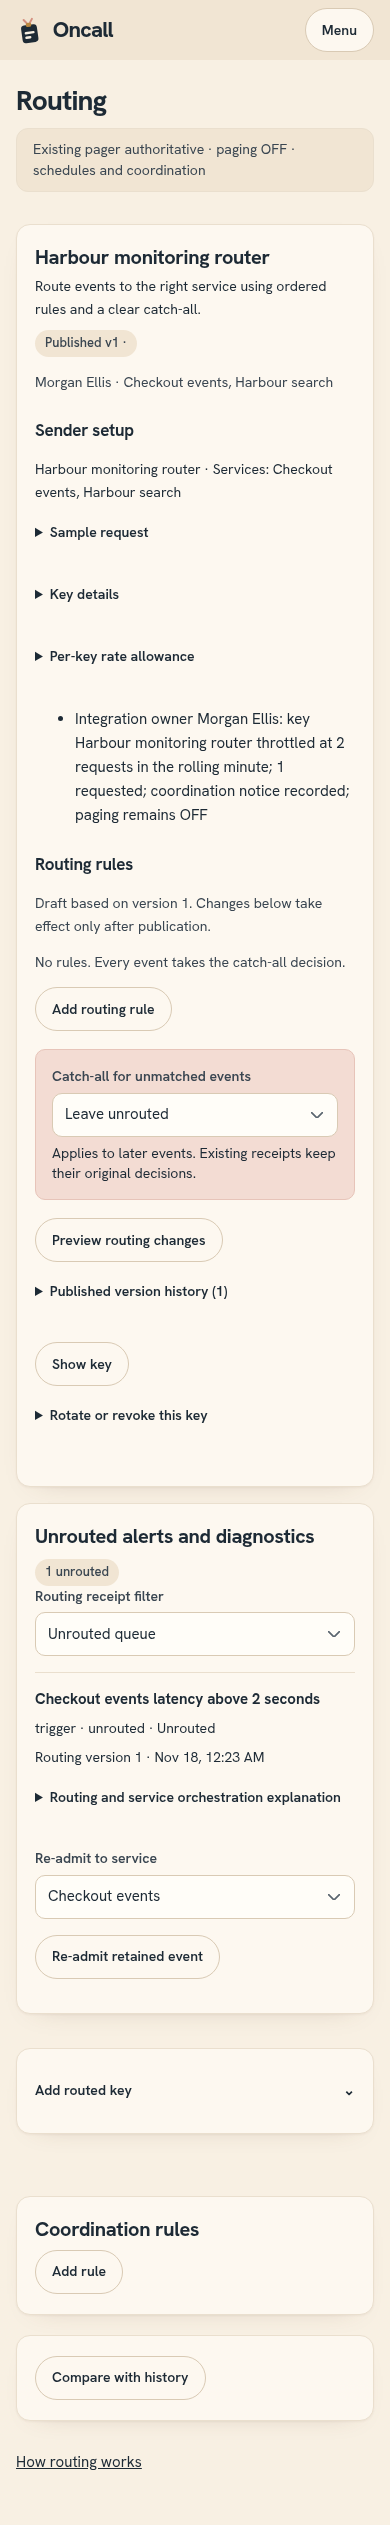 Oncall
Menu
Routing
Existing pager authoritative · paging OFF ·
schedules and coordination
Harbour monitoring router
Route events to the right service using ordered
rules and a clear catch-all.
Published v1 ·
Morgan Ellis · Checkout events, Harbour search
Sender setup
Harbour monitoring router · Services: Checkout
events, Harbour search
Sample request
Key details
Per-key rate allowance
Integration owner Morgan Ellis: key
Harbour monitoring router throttled at 2
requests in the rolling minute; 1
requested; coordination notice recorded;
paging remains OFF
Routing rules
Draft based on version 1. Changes below take
effect only after publication.
No rules. Every event takes the catch-all decision.
Add routing rule
Catch-all for unmatched events
Leave unrouted
Applies to later events. Existing receipts keep
their original decisions.
Preview routing changes
Published version history (1)
Show key
Rotate or revoke this key
Unrouted alerts and diagnostics
1 unrouted
Routing receipt filter
Unrouted queue
Checkout events latency above 2 seconds
trigger · unrouted · Unrouted
Routing version 1 · Nov 18, 12:23 AM
Routing and service orchestration explanation
Re-admit to service
Checkout events
Re-admit retained event
Add routed key
Coordination rules
Add rule
Compare with history
How routing works